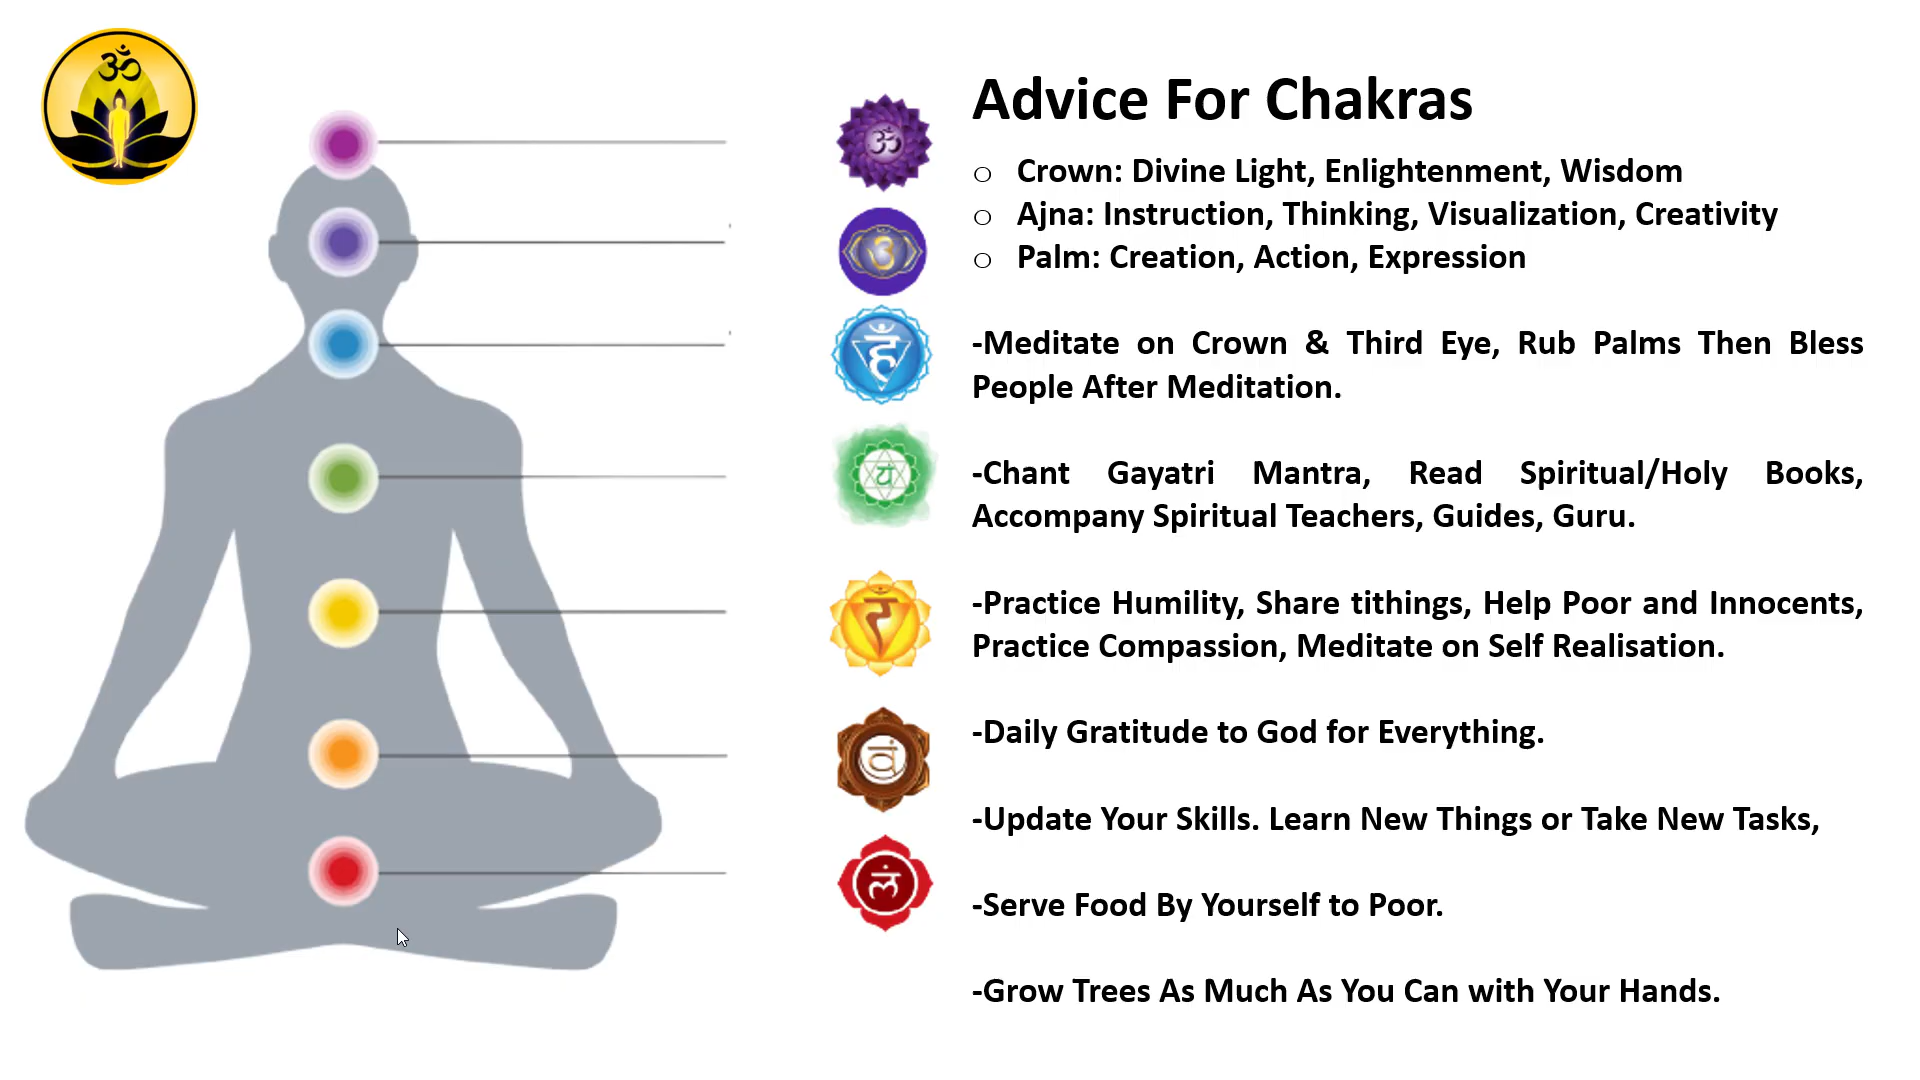 ॐ
Advice For Chakras
ॐ
o Crown: Divine Light, Enlightenment, Wisdom
o Ajna: Instruction, Thinking, Visualization, Creativity
o Palm: Creation, Action, Expression
हं
-Meditate on Crown & Third Eye, Rub Palms Then Bless
People After Meditation.
यं
-Chant Gayatri Mantra, Read Spiritual/Holy Books,
Accompany Spiritual Teachers, Guides, Guru.
रं
-Practice Humility, Share tithings, Help Poor and Innocents,
Practice Compassion, Meditate on Self Realisation.
-Daily Gratitude to God for Everything.
वं
-Update Your Skills. Learn New Things or Take New Tasks,
लं
-Serve Food By Yourself to Poor.
-Grow Trees As Much As You Can with Your Hands.